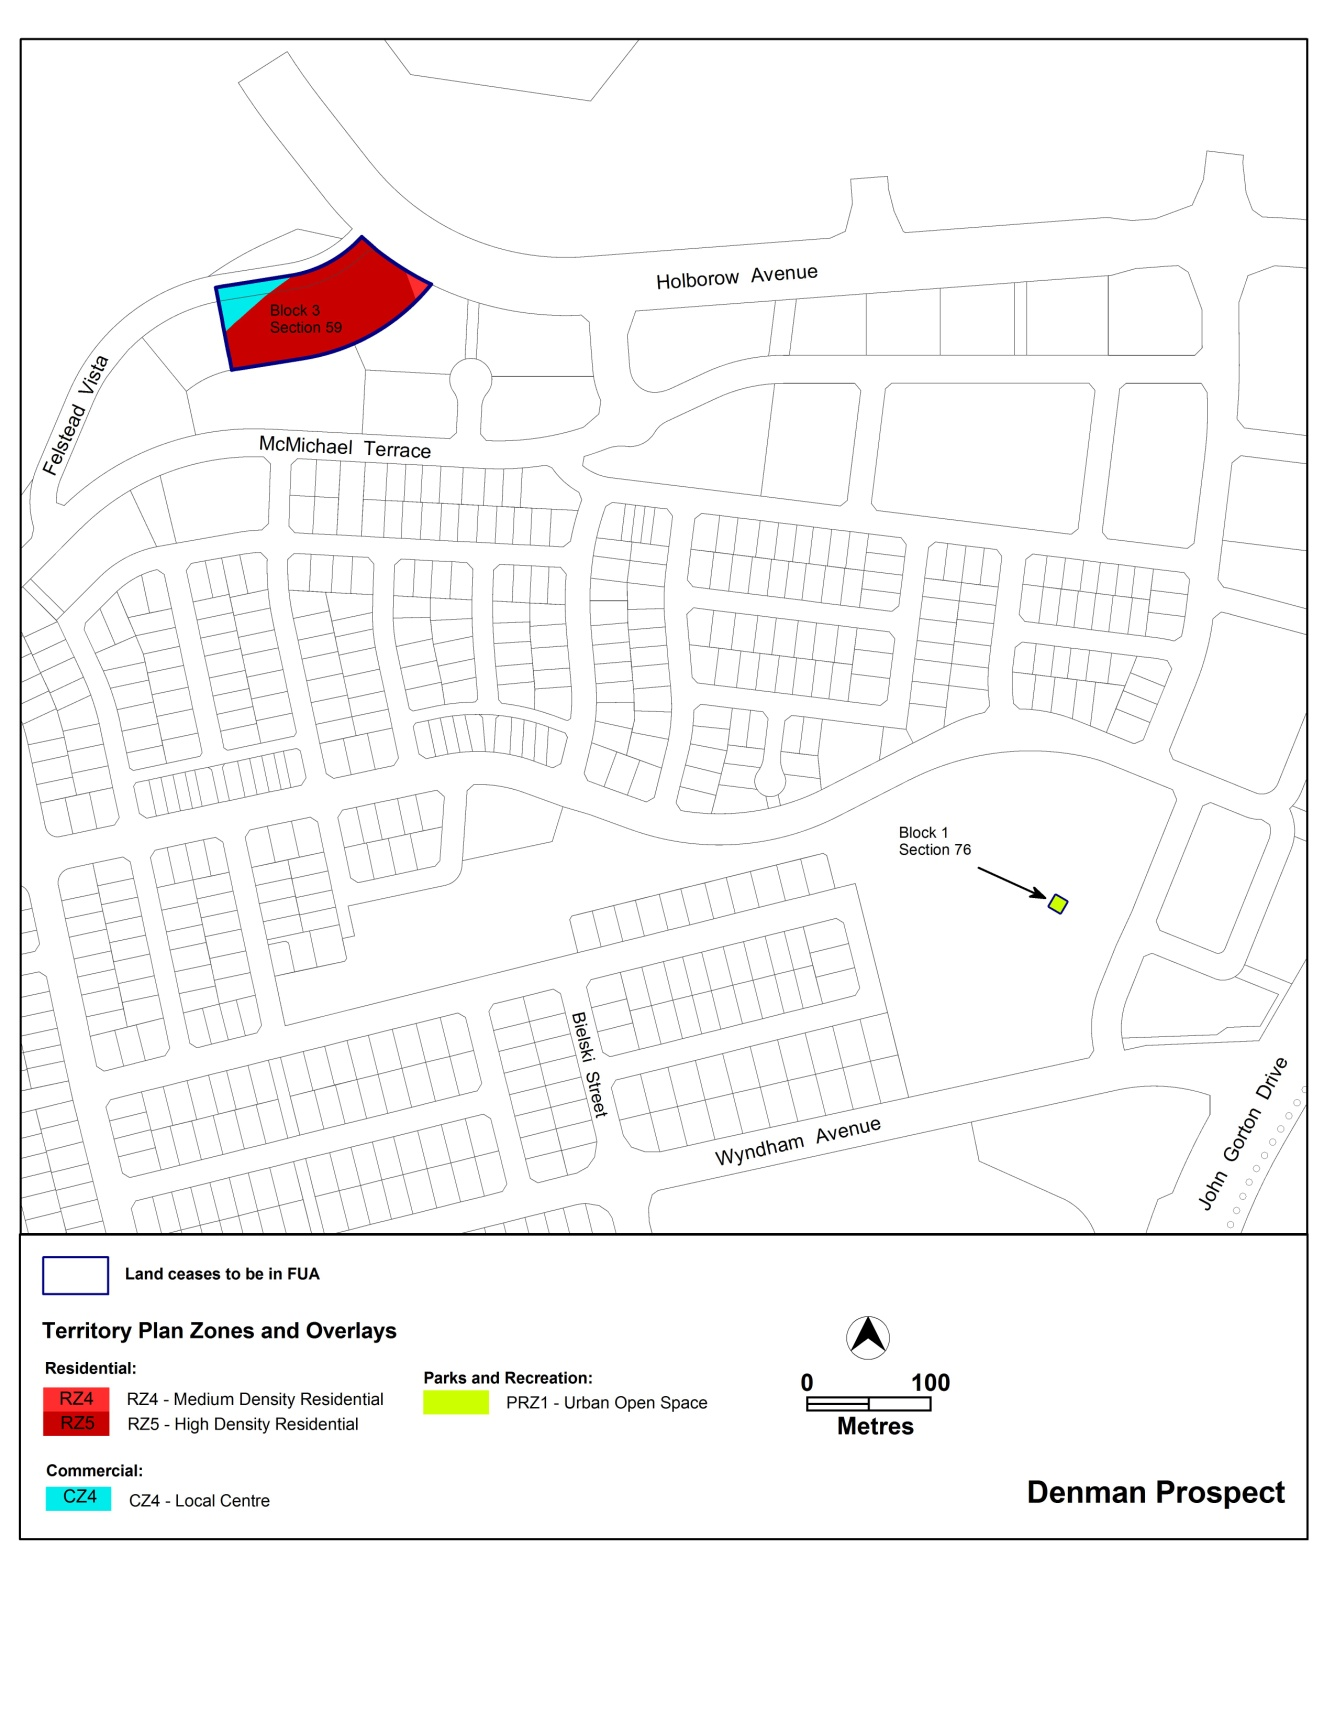 Holborow Avenue
Block 3
Section 59
Felstead Vista
McMichael Terrace
Block 1
Section 76
Bielski Street
Wyndham Avenue
John Gorton Drive
Land ceases to be in FUA
Territory Plan Zones and Overlays
Residential:
RZ4 RZ4 - Medium Density Residential
RZ5 RZ5 - High Density Residential
Commercial:
CZ4 CZ4 - Local Centre
Parks and Recreation:
PRZ1 - Urban Open Space
0 100
Metres
Denman Prospect